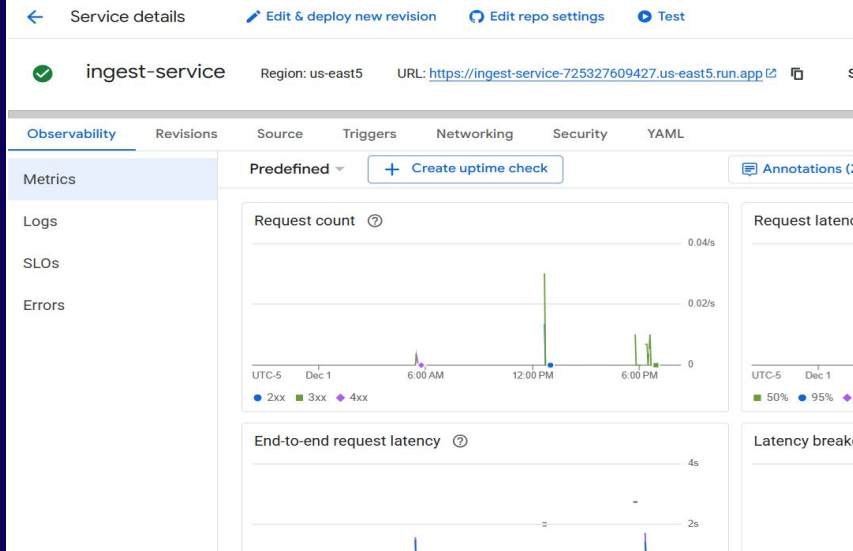 Service details Edit & deploy new revision Edit repo settings Test
ingest-service Region: us-east5 URL: https://ingest-service-725327609427.us-east5.run.app
Observability Revisions Source Triggers Networking Security YAML
Metrics
Logs
SLOs
Errors
Predefined Create uptime check Annotations (2
Request count
0.04/s
0.02/s
0
UTC-5 Dec 1 6:00 AM 12:00 PM 6:00 PM
2xx 3xx 4xx
Request laten
UTC-5 Dec 1
50% 95%
End-to-end request latency
4s
2s
Latency break